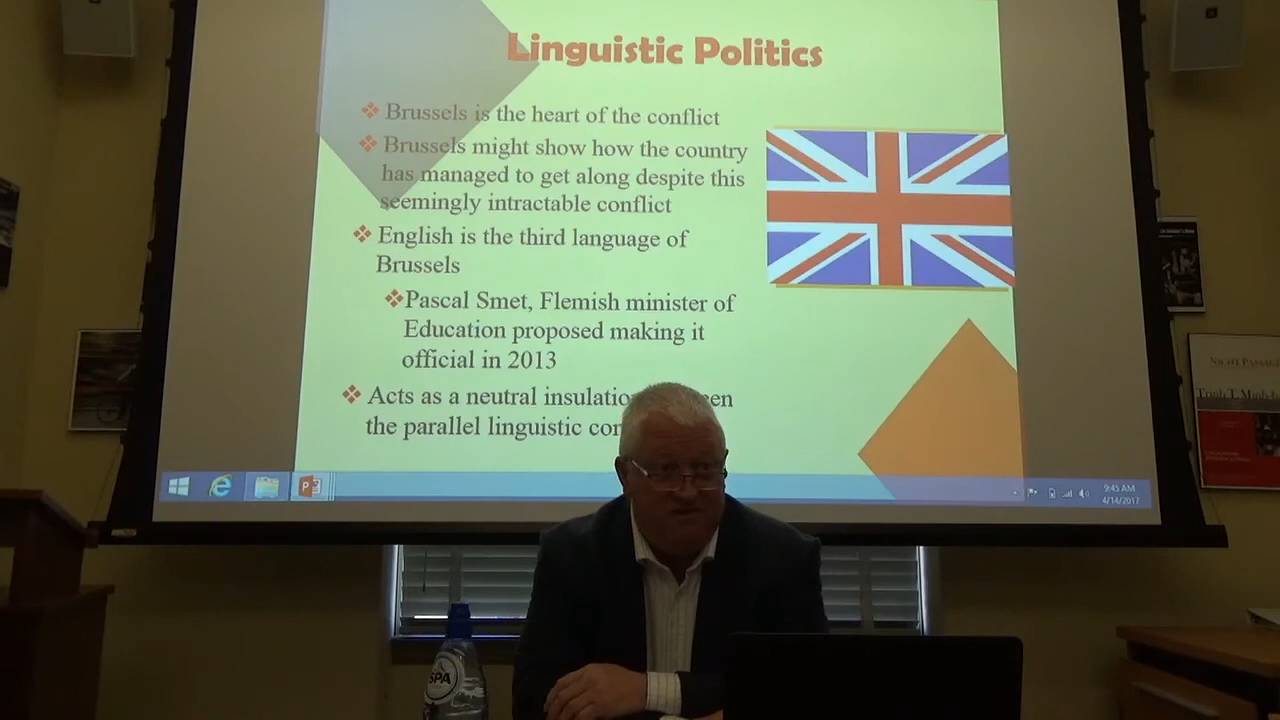 Linguistic Politics
Brussels is the heart of the conflict
Brussels might show how the country
has managed to get along despite this
seemingly intractable conflict
English is the third language of
Brussels
Pascal Smet, Flemish minister of
Education proposed making it
official in 2013
Acts as a neutral
the parallel linguistic
9:45 AM
4/14/2017
SPA